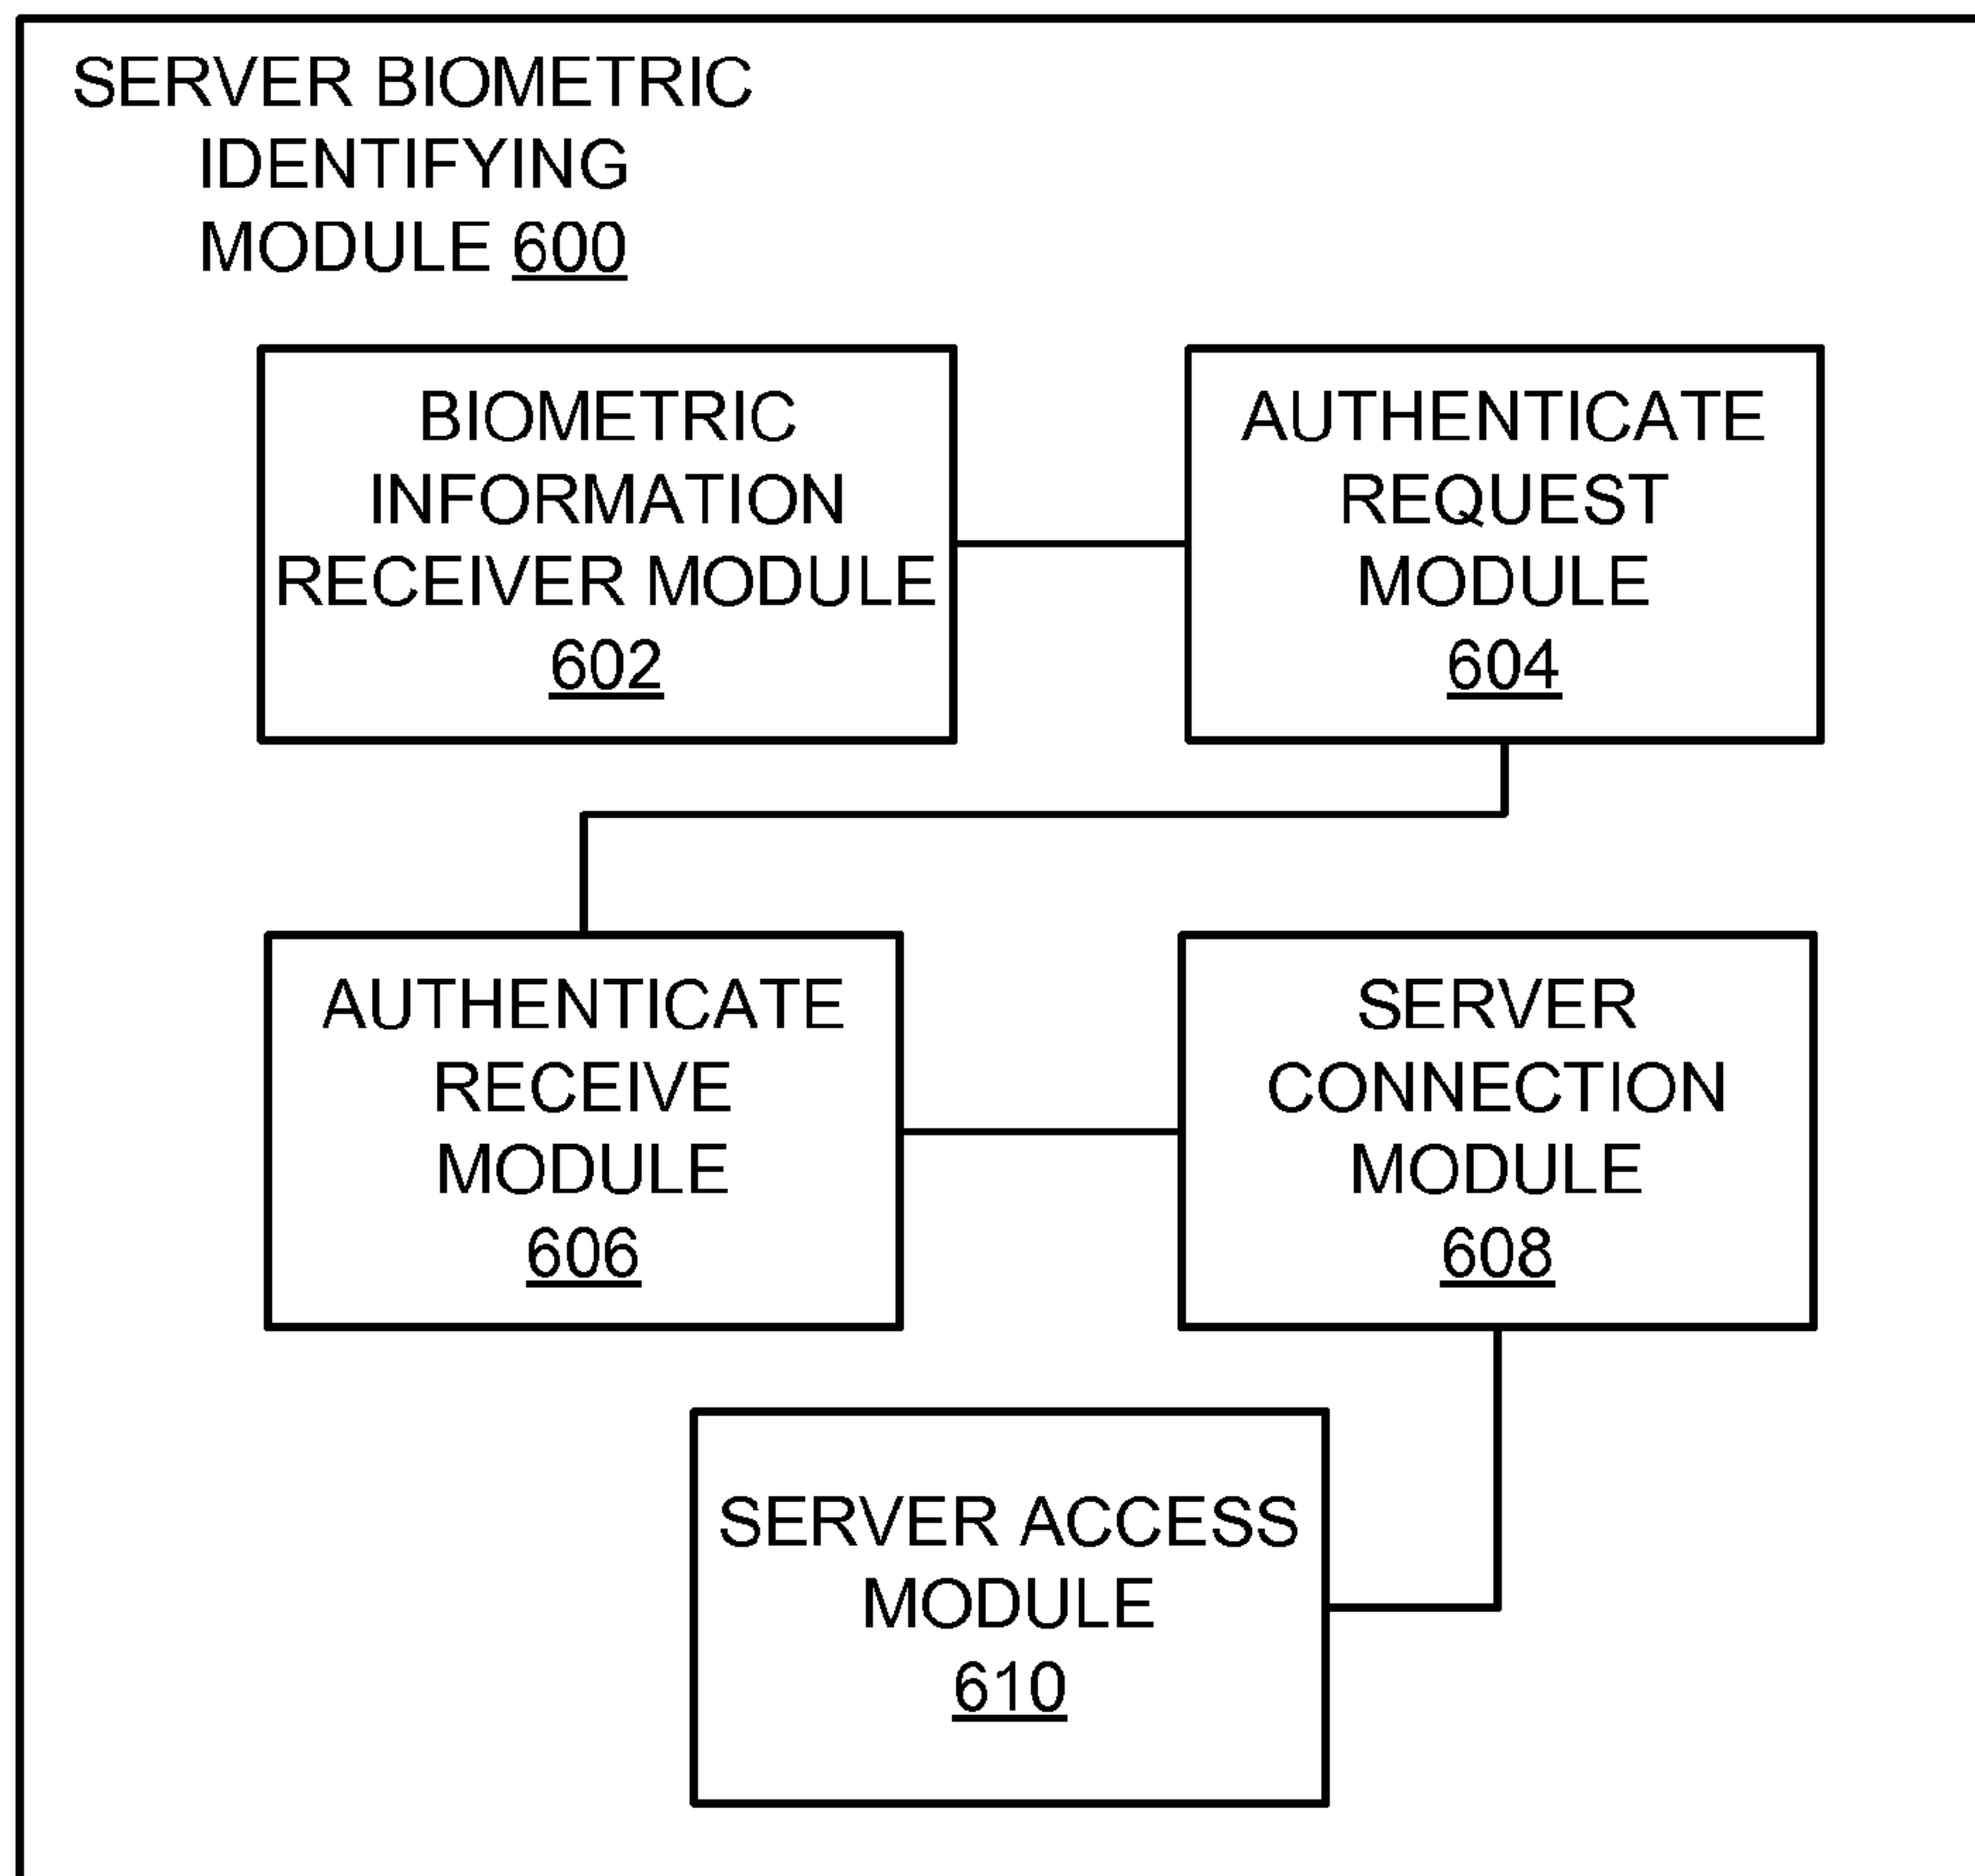 SERVER BIOMETRIC
IDENTIFYING
MODULE 600
BIOMETRIC
INFORMATION
RECEIVER MODULE
602
AUTHENTICATE
REQUEST
MODULE
604
AUTHENTICATE
RECEIVE
MODULE
606
SERVER
CONNECTION
MODULE
608
SERVER ACCESS
MODULE
610